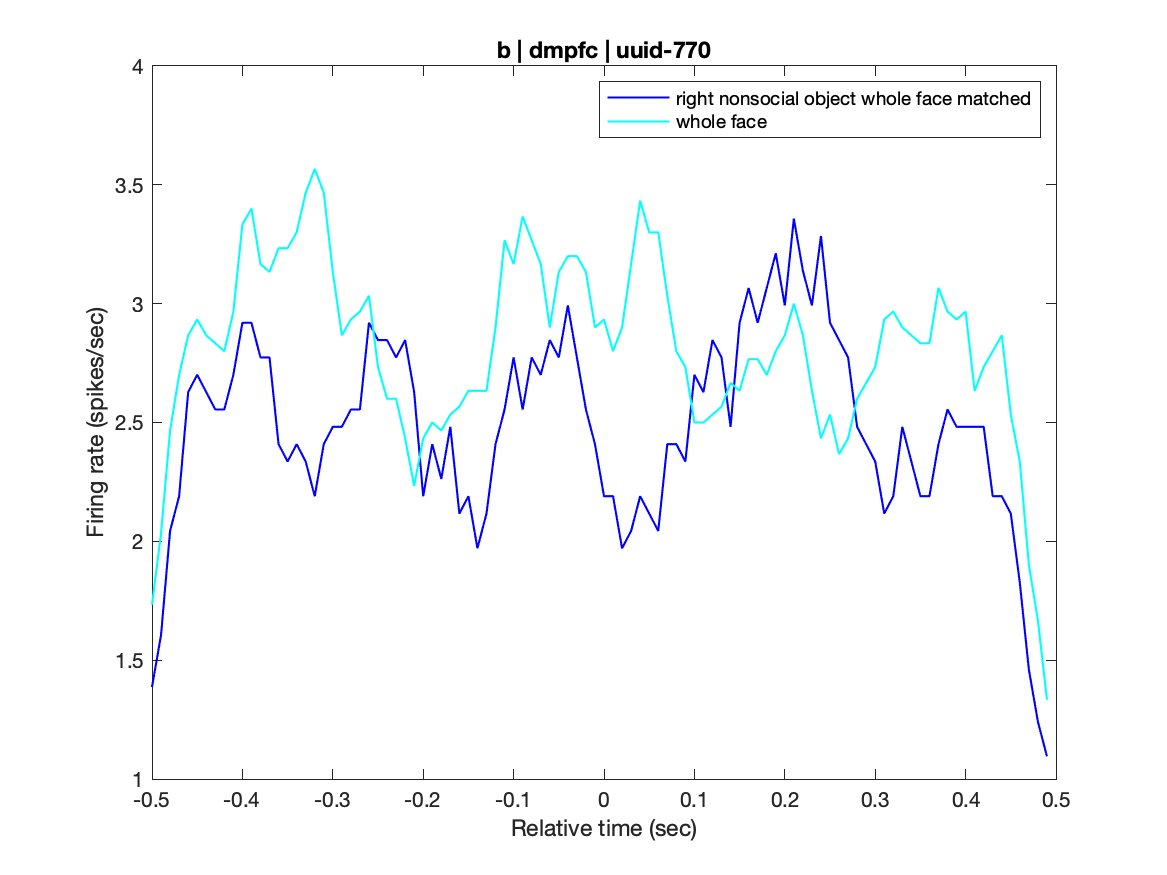 b | dmpfc | uuid-770
right nonsocial object whole face matched
whole face
4
3.5
3
2.5
2
1.5
1
Firing rate (spikes/sec)
-0.5 -0.4 -0.3 -0.2 -0.1 0 0.1 0.2 0.3 0.4 0.5
Relative time (sec)